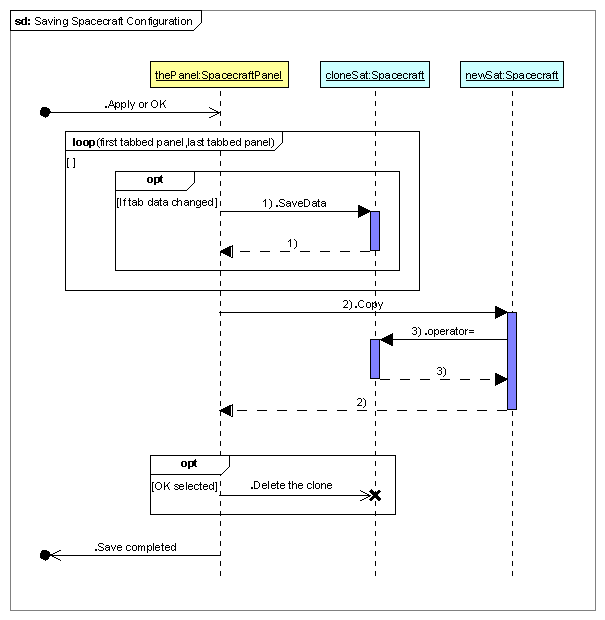 sd: Saving Spacecraft Configuration
thePanel:SpacecraftPanel
cloneSat:Spacecraft
newSat:Spacecraft
.Apply or OK
loop(first tabbed panel,last tabbed panel)
[ ]
opt
[If tab data changed]
1) .SaveData
1)
2) .Copy
3) .operator=
3)
2)
opt
[OK selected]
.Delete the clone
.Save completed